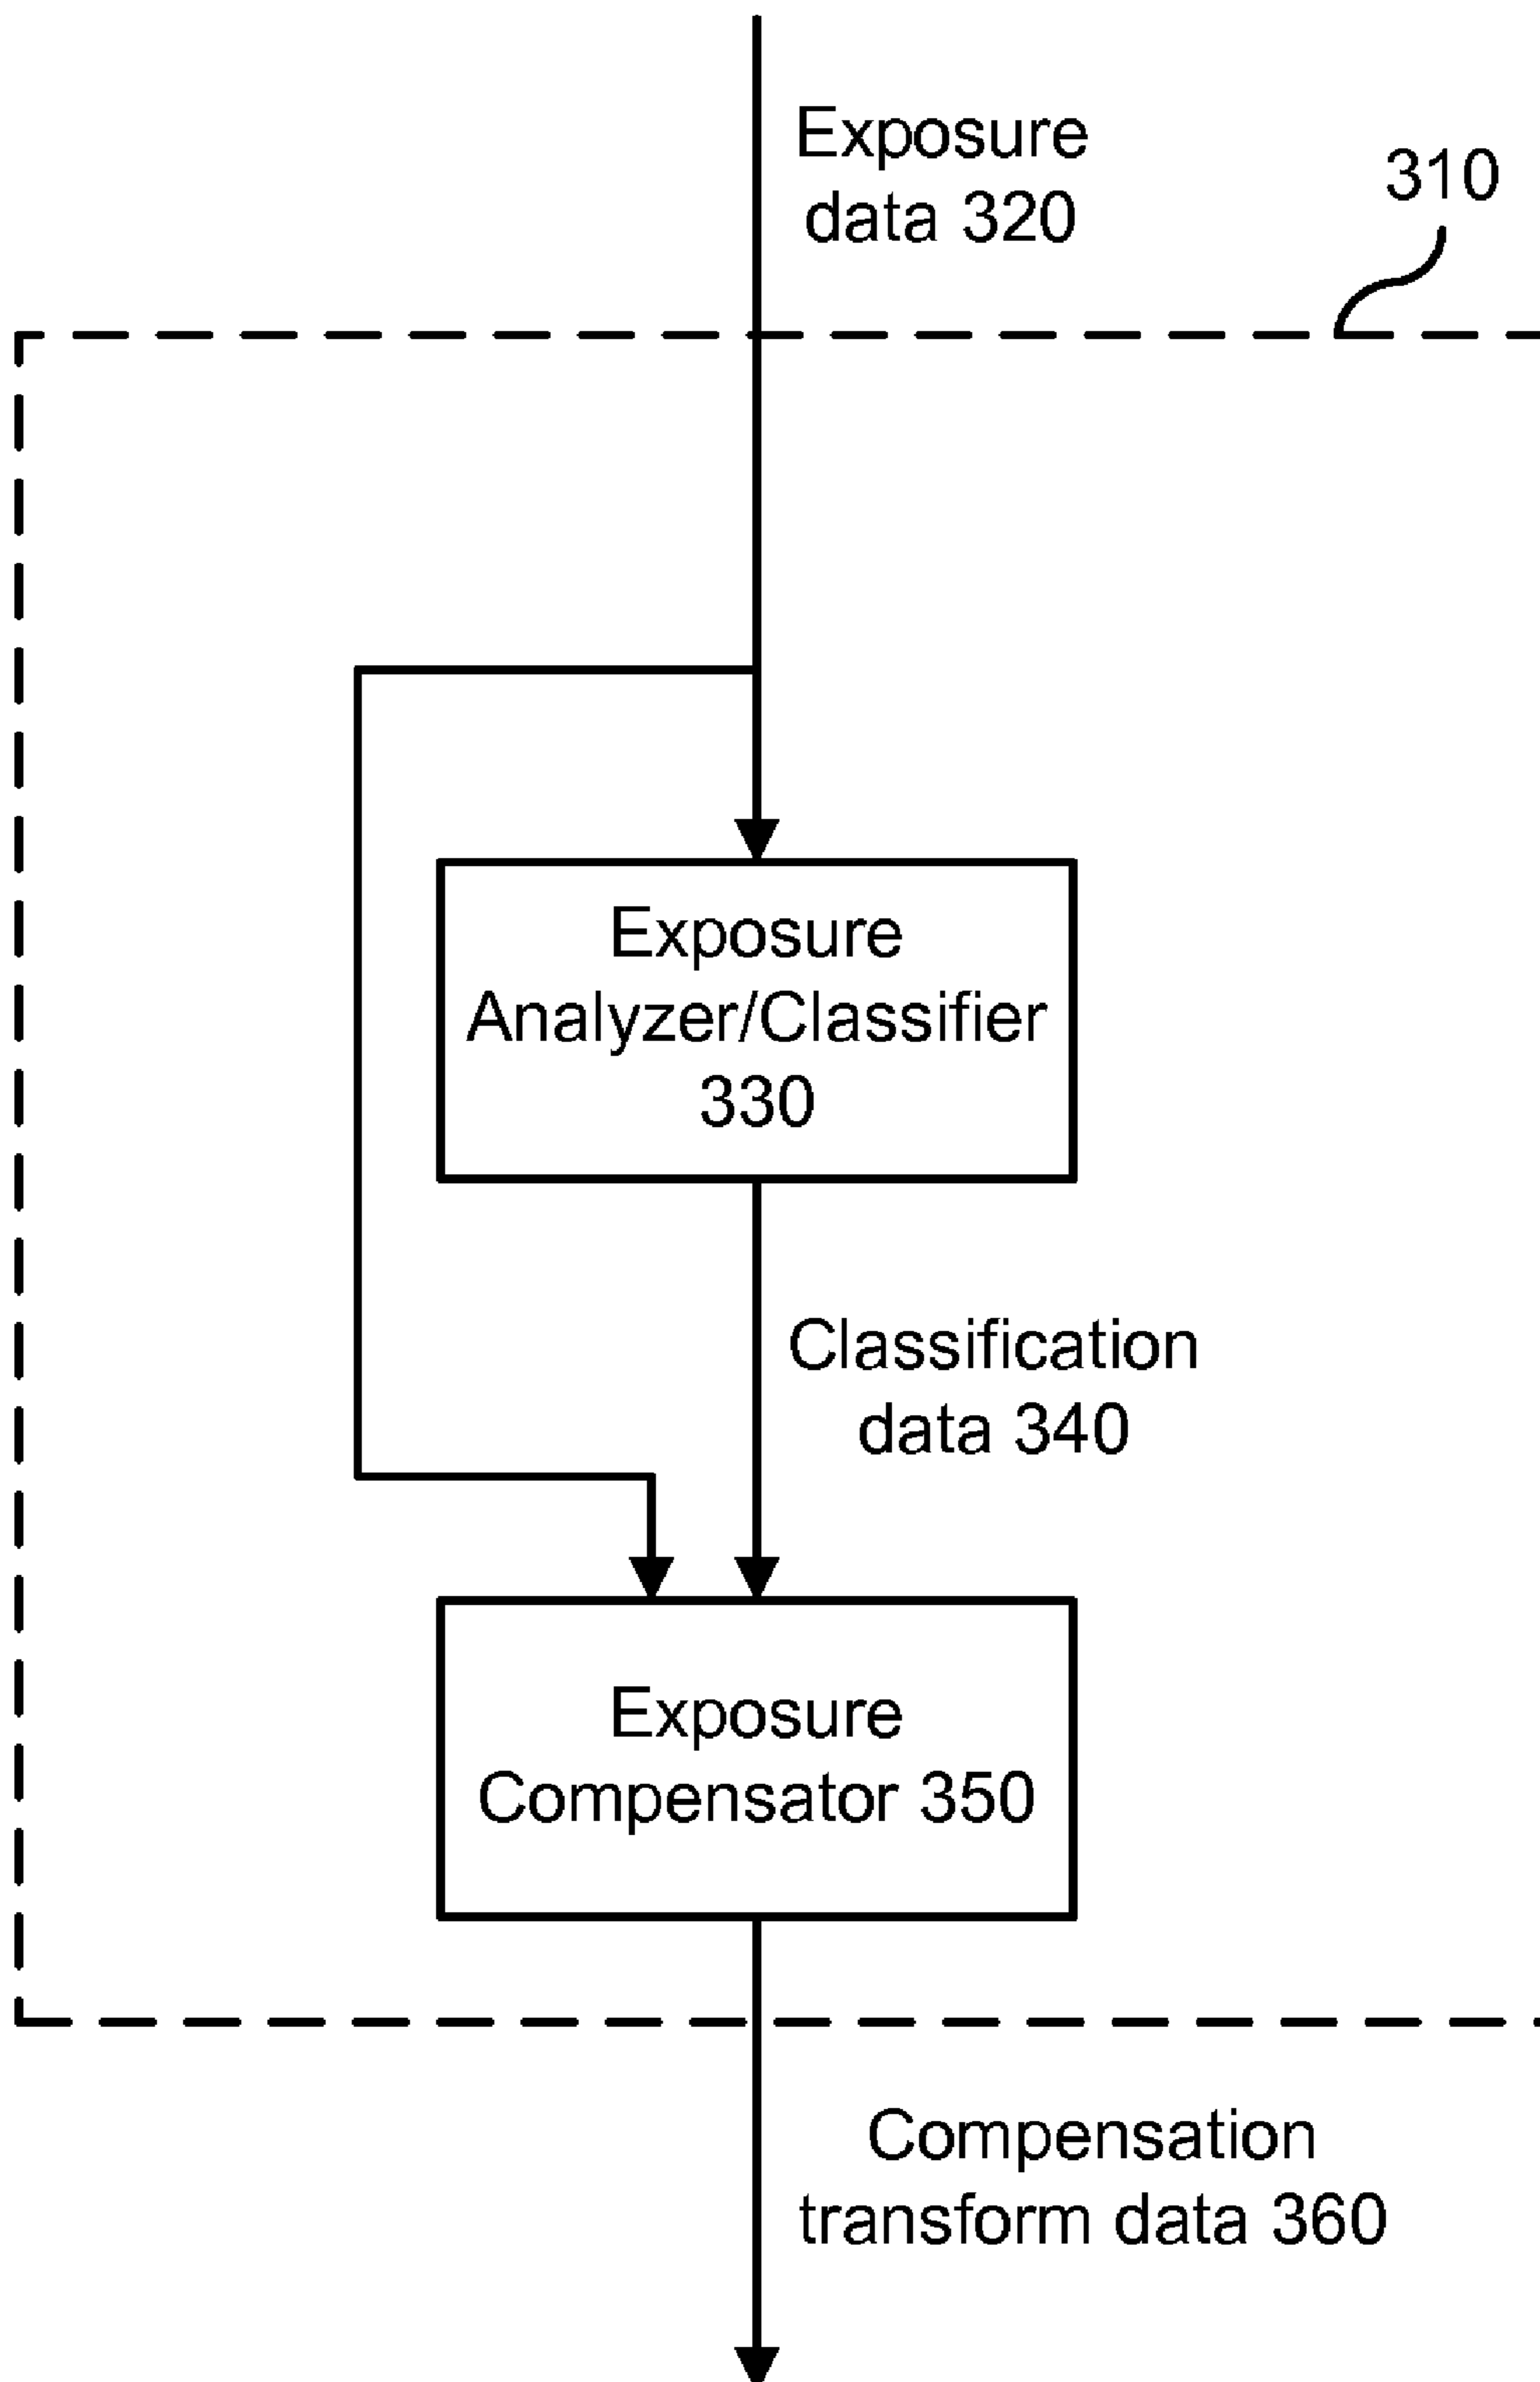 Exposure
data 320
310
Exposure
Analyzer/Classifier
330
Classification
data 340
Exposure
Compensator 350
Compensation
transform data 360